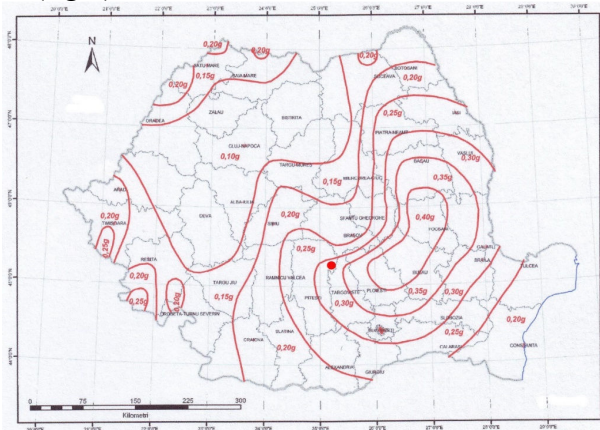 N
0,20g
0,20g
0,20g
0,15g
0,20g
0,20g
SATU MARE
BAIA MARE
SUCEAVA
BOTOSANI
ORADEA
ZALAU
BISTRITA
0,25g
IASI
PIATRA NEAMT
CLUJ-NAPOCA
0,10g
TARGU-MURES
0,15g
BACAU
VASLUI
0,30g
0,35g
ARAD
TIMISOARA
0,20g
0,25g
DEVA
ALBA-IULIA
SIBIU
0,20g
SFANTU GHEORGHE
BRASOV
0,40g
FOCSANI
GALATI
BRAILA
TULCEA
RESITA
0,20g
0,25g
0,20g
TARGU JIU
0,15g
RAMNICU VALCEA
0,25g
PITESTI
TARGOVISTE
0,30g
PLOIESTI
BUZAU
0,35g
0,30g
DROBETA-TURNU SEVERIN
CRAIOVA
SLATINA
0,20g
SLOBOZIA
0,25g
CALARASI
0,20g
CONSTANTA
ALEXANDRIA
GIURGIU
0 75 150 225 300
Kilometri